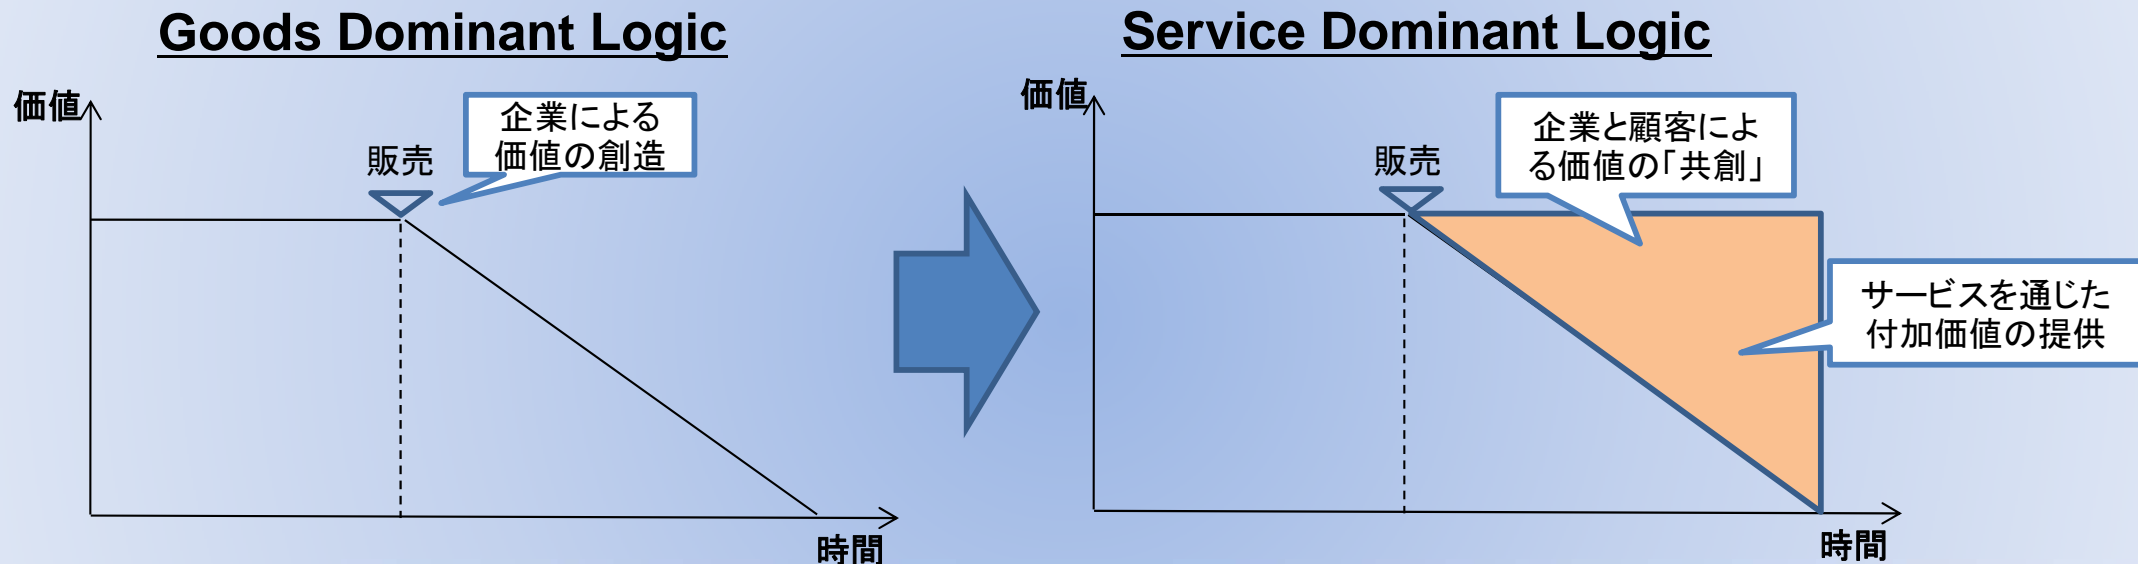 Goods Dominant Logic
価値
販売
企業による
価値の創造
時間
Service Dominant Logic
価値
販売
企業と顧客によ
る価値の「共創」
サービスを通じた
付加価値の提供
時間